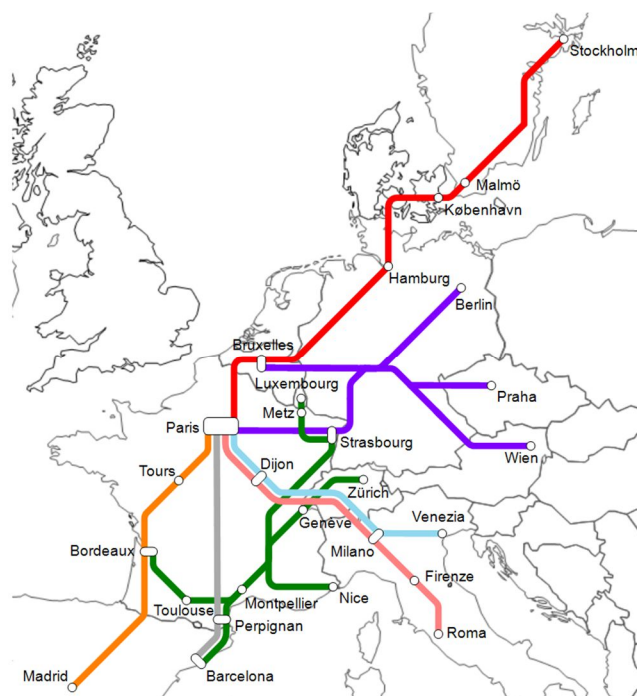 Stockholm
Malmö
København
Hamburg
Berlin
Bruxelles
Luxembourg
Praha
Metz
Paris
Strasbourg
Wien
Tours
Dijon
Zürich
Genève
Venezia
Bordeaux
Milano
Firenze
Toulouse
Montpellier
Nice
Perpignan
Roma
Madrid
Barcelona